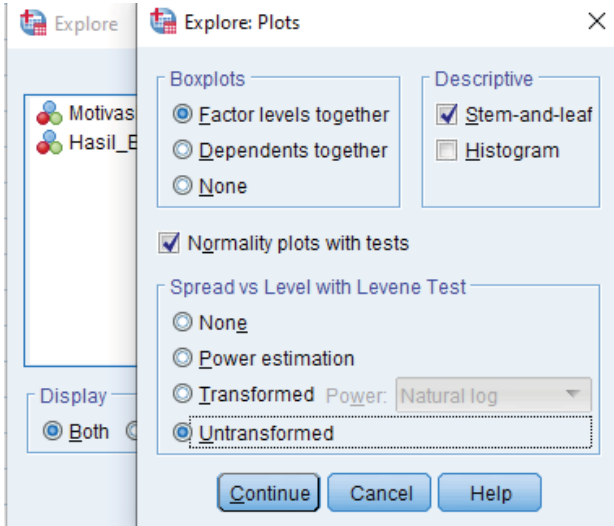 Explore
Motivas
Hasil_E
Display
Both
Explore: Plots
Boxplots
Factor levels together
Dependents together
None
Descriptive
Stem-and-leaf
Histogram
Normality plots with tests
Spread vs Level with Levene Test
None
Power estimation
Transformed Power: Natural log
Untransformed
Continue Cancel Help